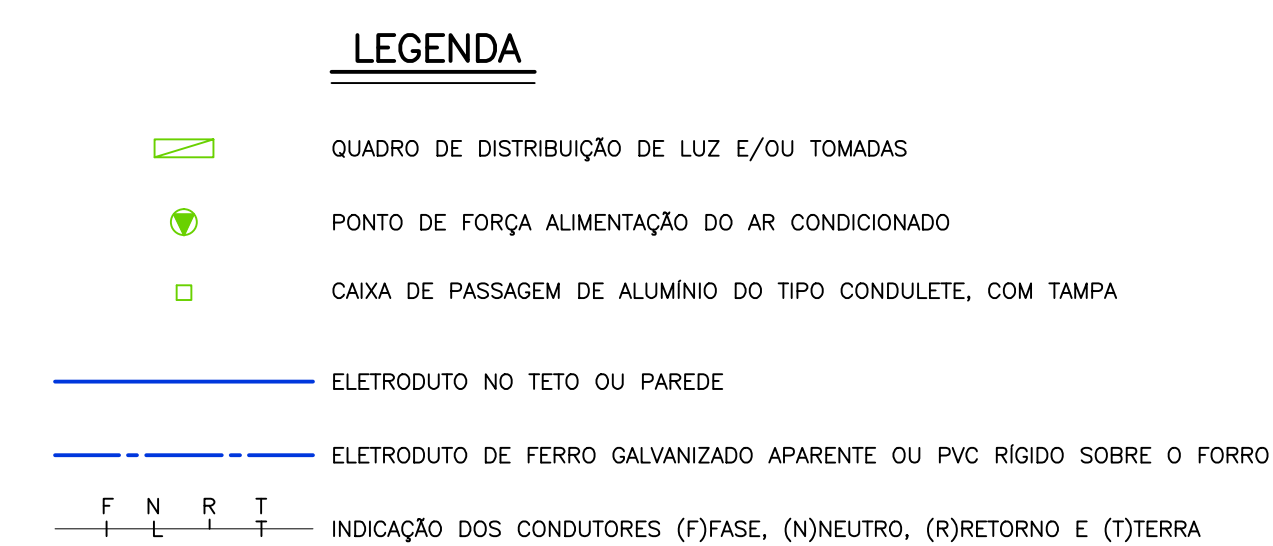 LEGENDA
QUADRO DE DISTRIBUIÇÃO DE LUZ E/OU TOMADAS
PONTO DE FORÇA ALIMENTAÇÃO DO AR CONDICIONADO
CAIXA DE PASSAGEM DE ALUMÍNIO DO TIPO CONDULETE, COM TAMPA
ELETRODUTO NO TETO OU PAREDE
ELETRODUTO DE FERRO GALVANIZADO APARENTE OU PVC RÍGIDO SOBRE O FORRO
F N R T
INDICAÇÃO DOS CONDUTORES (F)FASE, (N)NEUTRO, (R)RETORNO E (T)TERRA